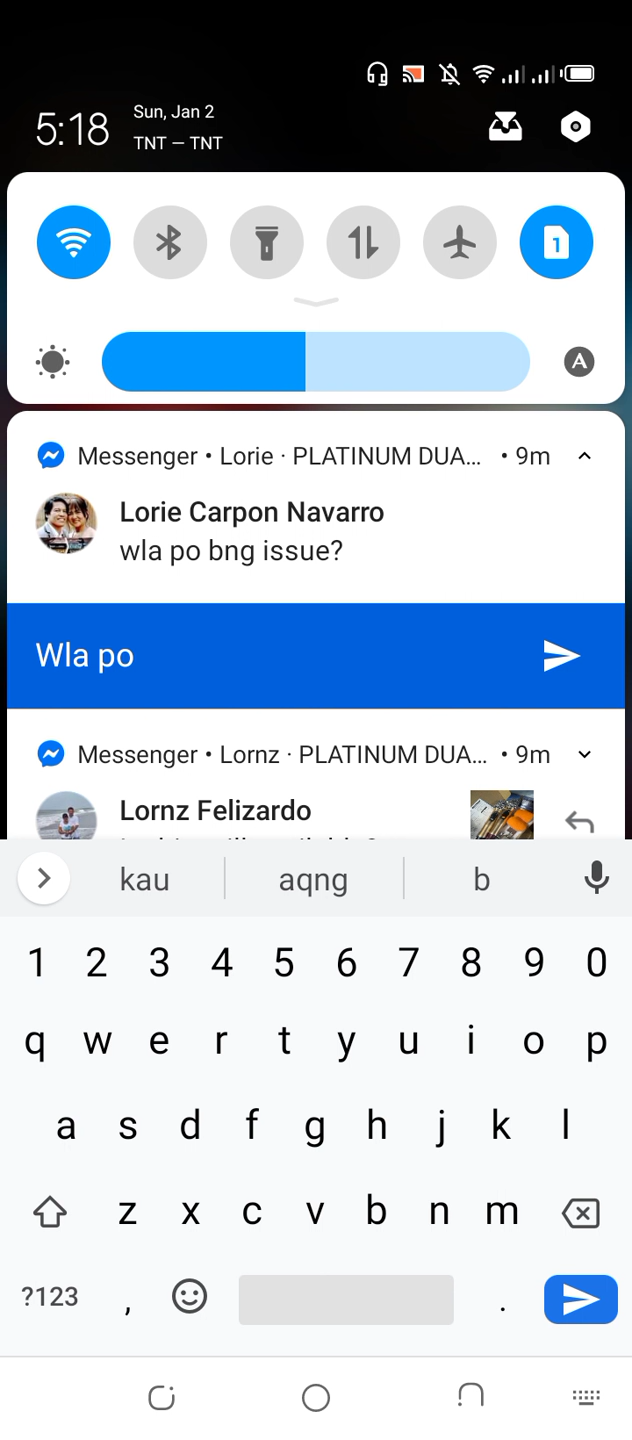 5:18
Sun, Jan 2
TNT — TNT
1
A
Messenger • Lorie · PLATINUM DUA... • 9m
Lorie Carpon Navarro
wla po bng issue?
Wla po
Messenger • Lornz · PLATINUM DUA... • 9m
Lornz Felizardo
kau aqng b
1 2 3 4 5 6 7 8 9 0
q w e r t y u i o p
a s d f g h j k l
z x c v b n m
?123 , .